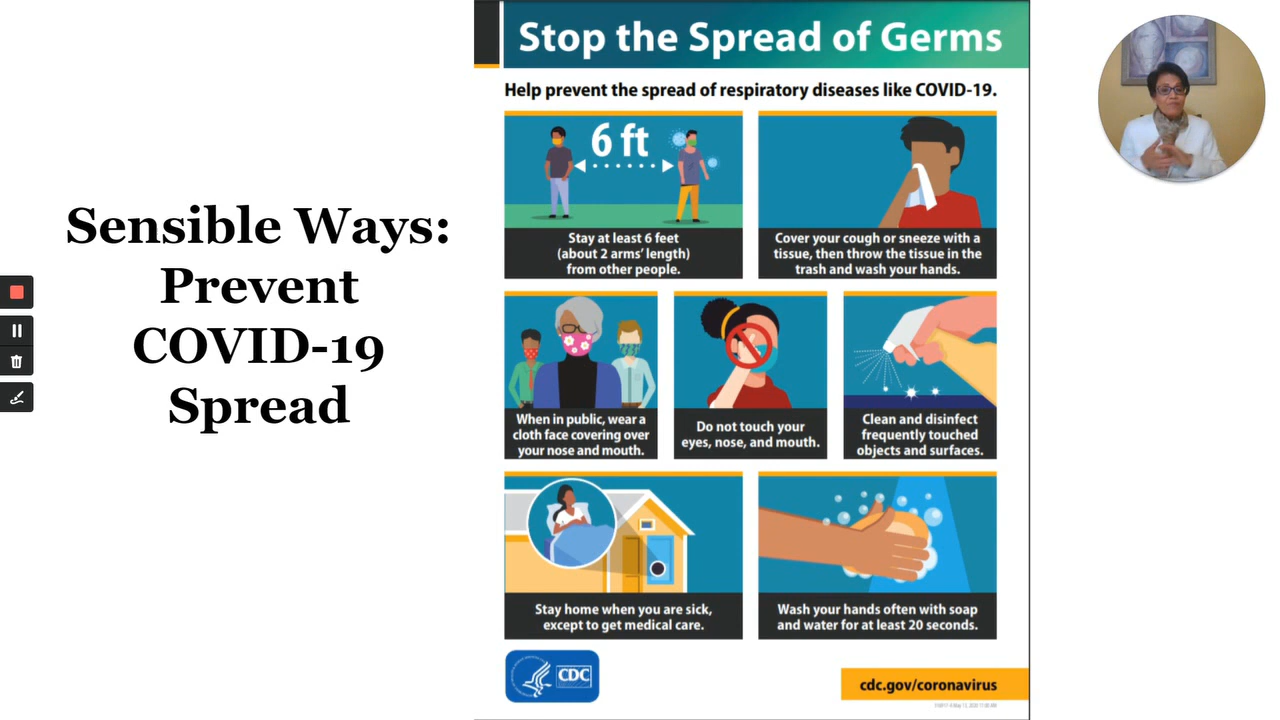 Sensible Ways:
Prevent
COVID-19
Spread
Stop the Spread of Germs
Help prevent the spread of respiratory diseases like COVID-19.
6 ft
Stay at least 6 feet
(about 2 arms’ length)
from other people.
Cover your cough or sneeze with a
tissue, then throw the tissue in the
trash and wash your hands.
When in public, wear a
cloth face covering over
your nose and mouth.
Do not touch your
eyes, nose, and mouth.
Clean and disinfect
frequently touched
objects and surfaces.
Stay home when you are sick,
except to get medical care.
Wash your hands often with soap
and water for at least 20 seconds.
CDC
cdc.gov/coronavirus